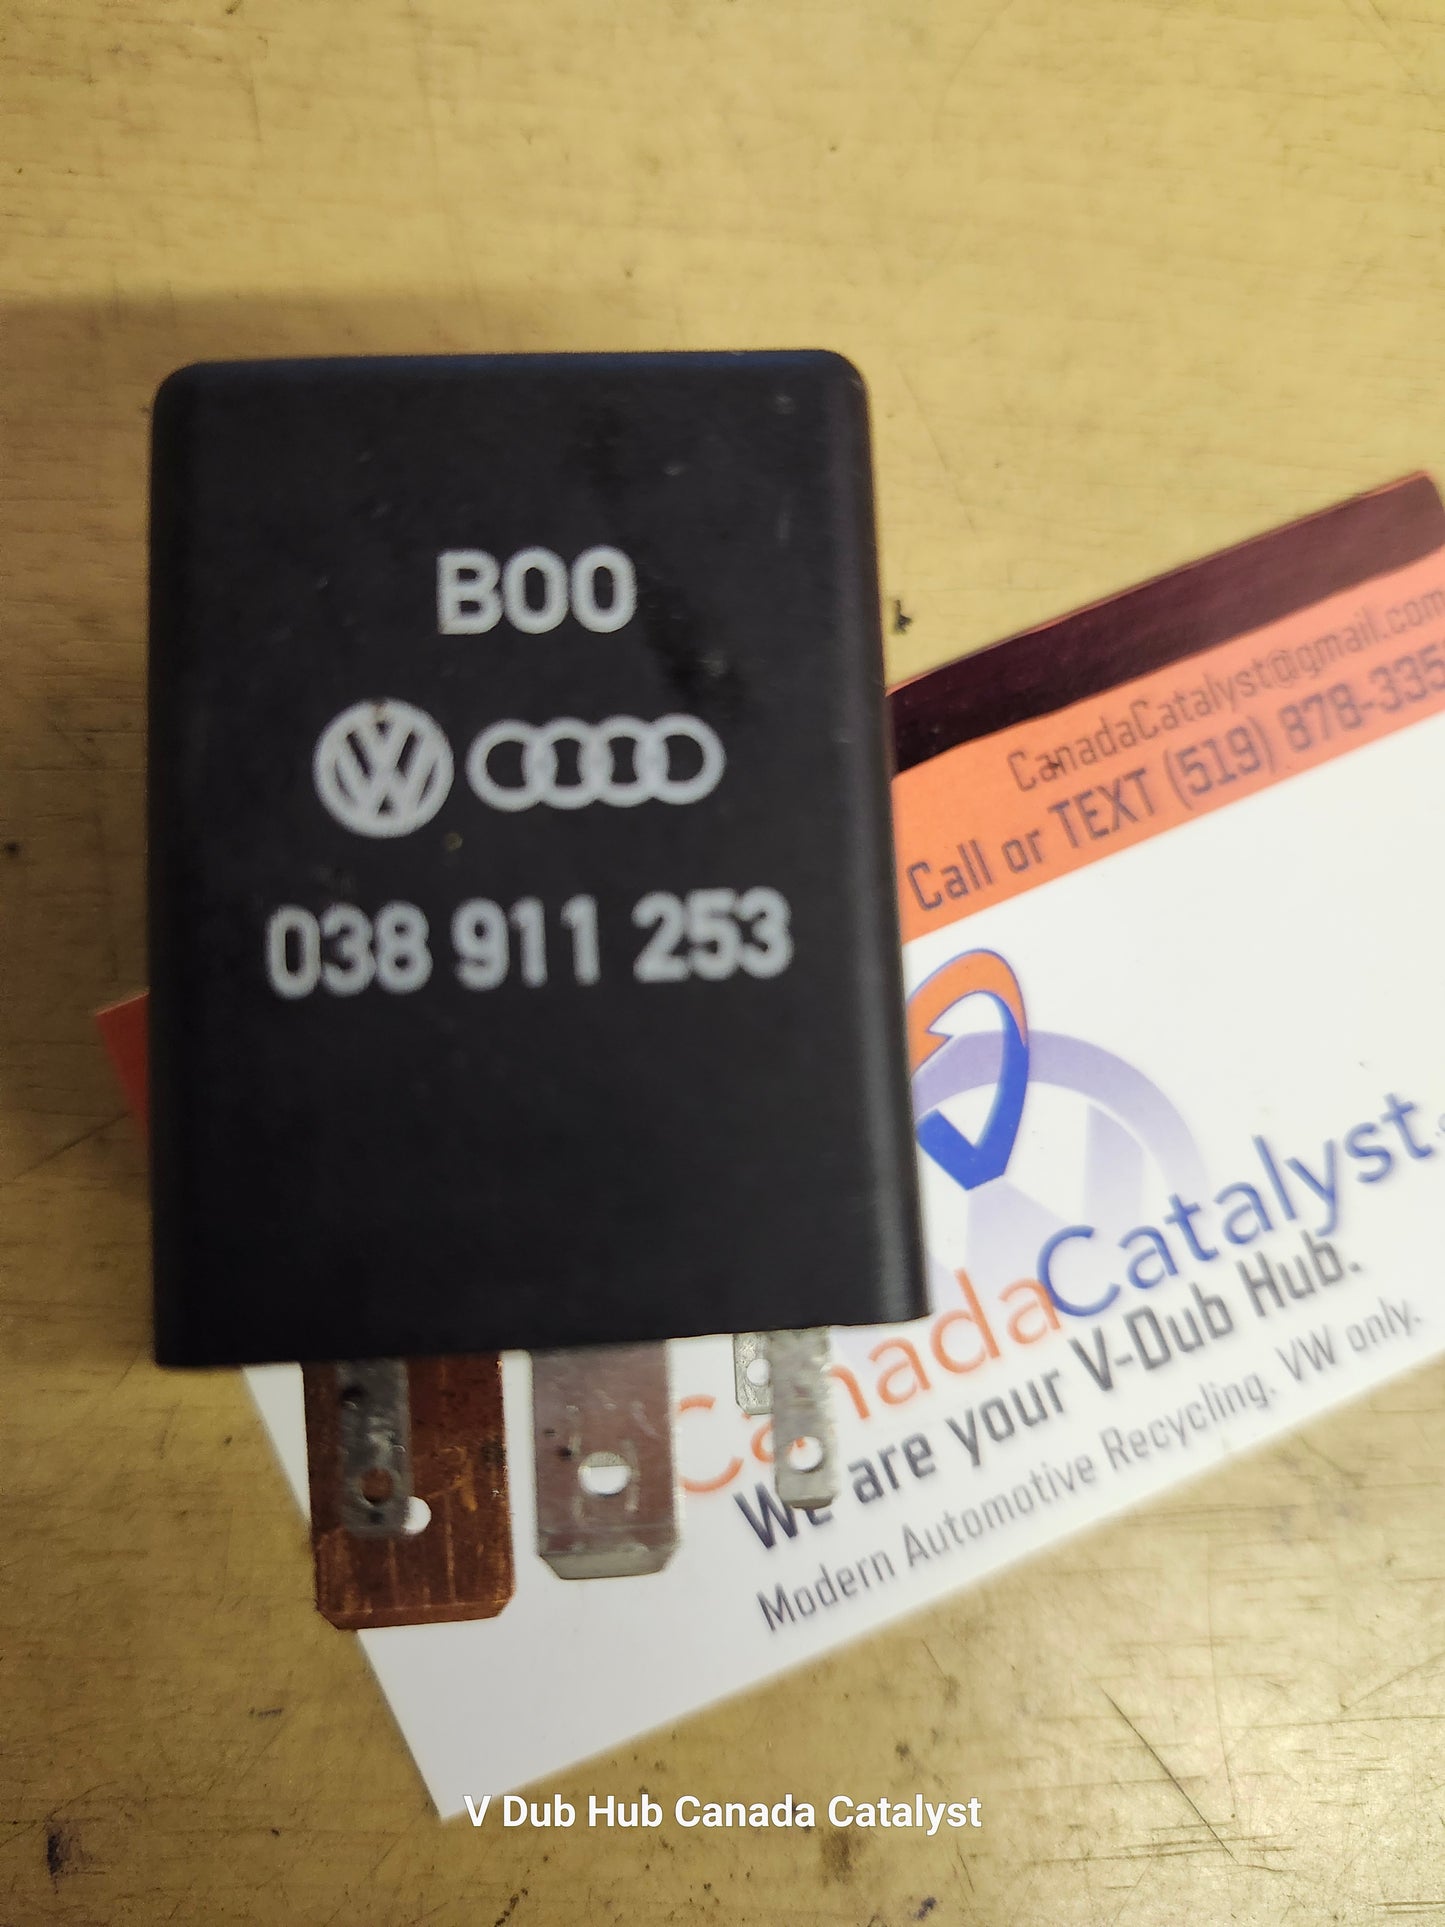 B00
038 911 253
CanadaCatalyst@gmail.com
Call or TEXT (519) 878-335
CanadaCatalyst.
We are your V-Dub Hub.
Modern Automotive Recycling. VW only.
V Dub Hub Canada Catalyst